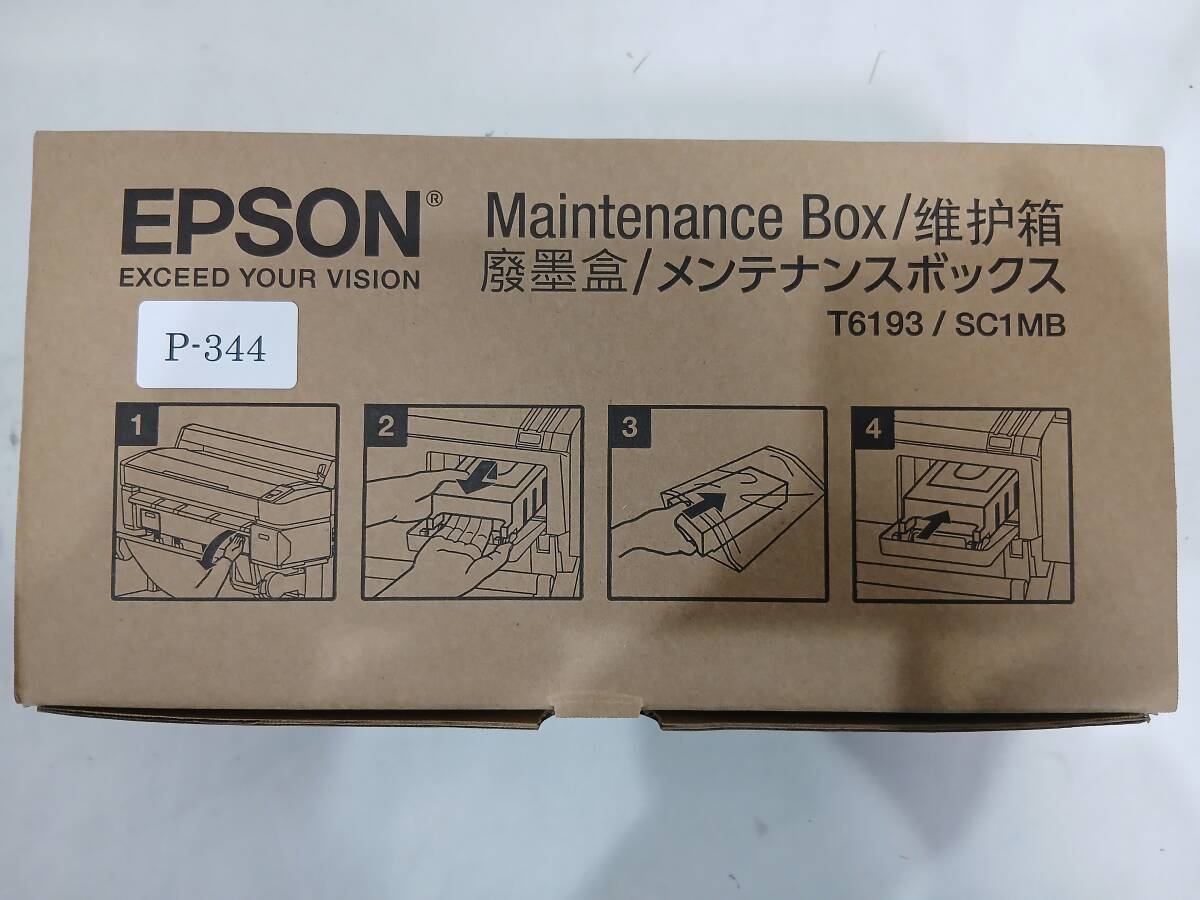 EPSON®
EXCEED YOUR VISION
Maintenance Box/维护箱
廢墨盒/メンテナンスボックス
T6193 / SC1MB
P-344
1
2
3
4